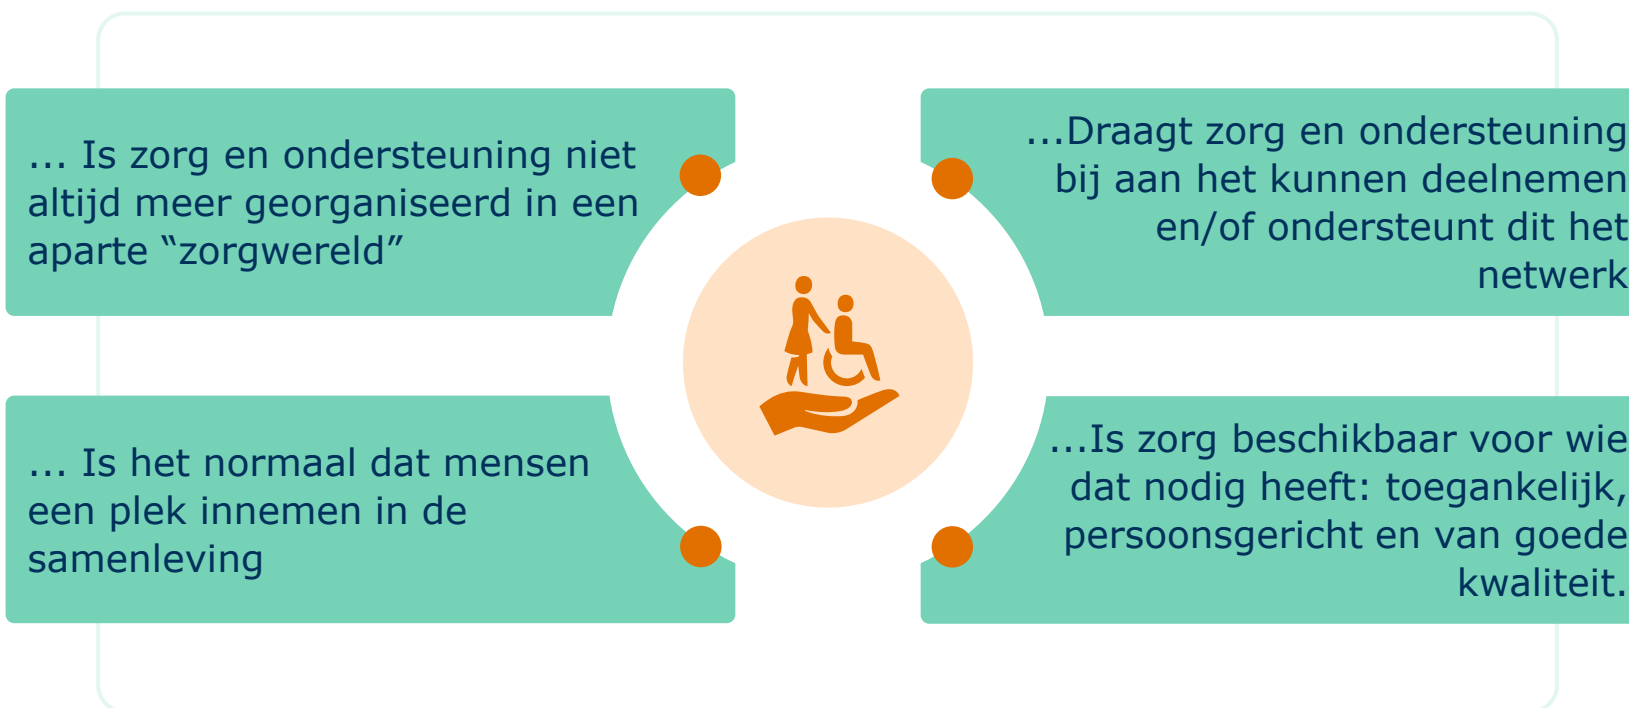 ... Is zorg en ondersteuning niet
altijd meer georganiseerd in een
aparte “zorgwereld”
...Draagt zorg en ondersteuning
bij aan het kunnen deelnemen
en/of ondersteunt dit het
netwerk
... Is het normaal dat mensen
een plek innemen in de
samenleving
...Is zorg beschikbaar voor wie
dat nodig heeft: toegankelijk,
persoonsgericht en van goede
kwaliteit.